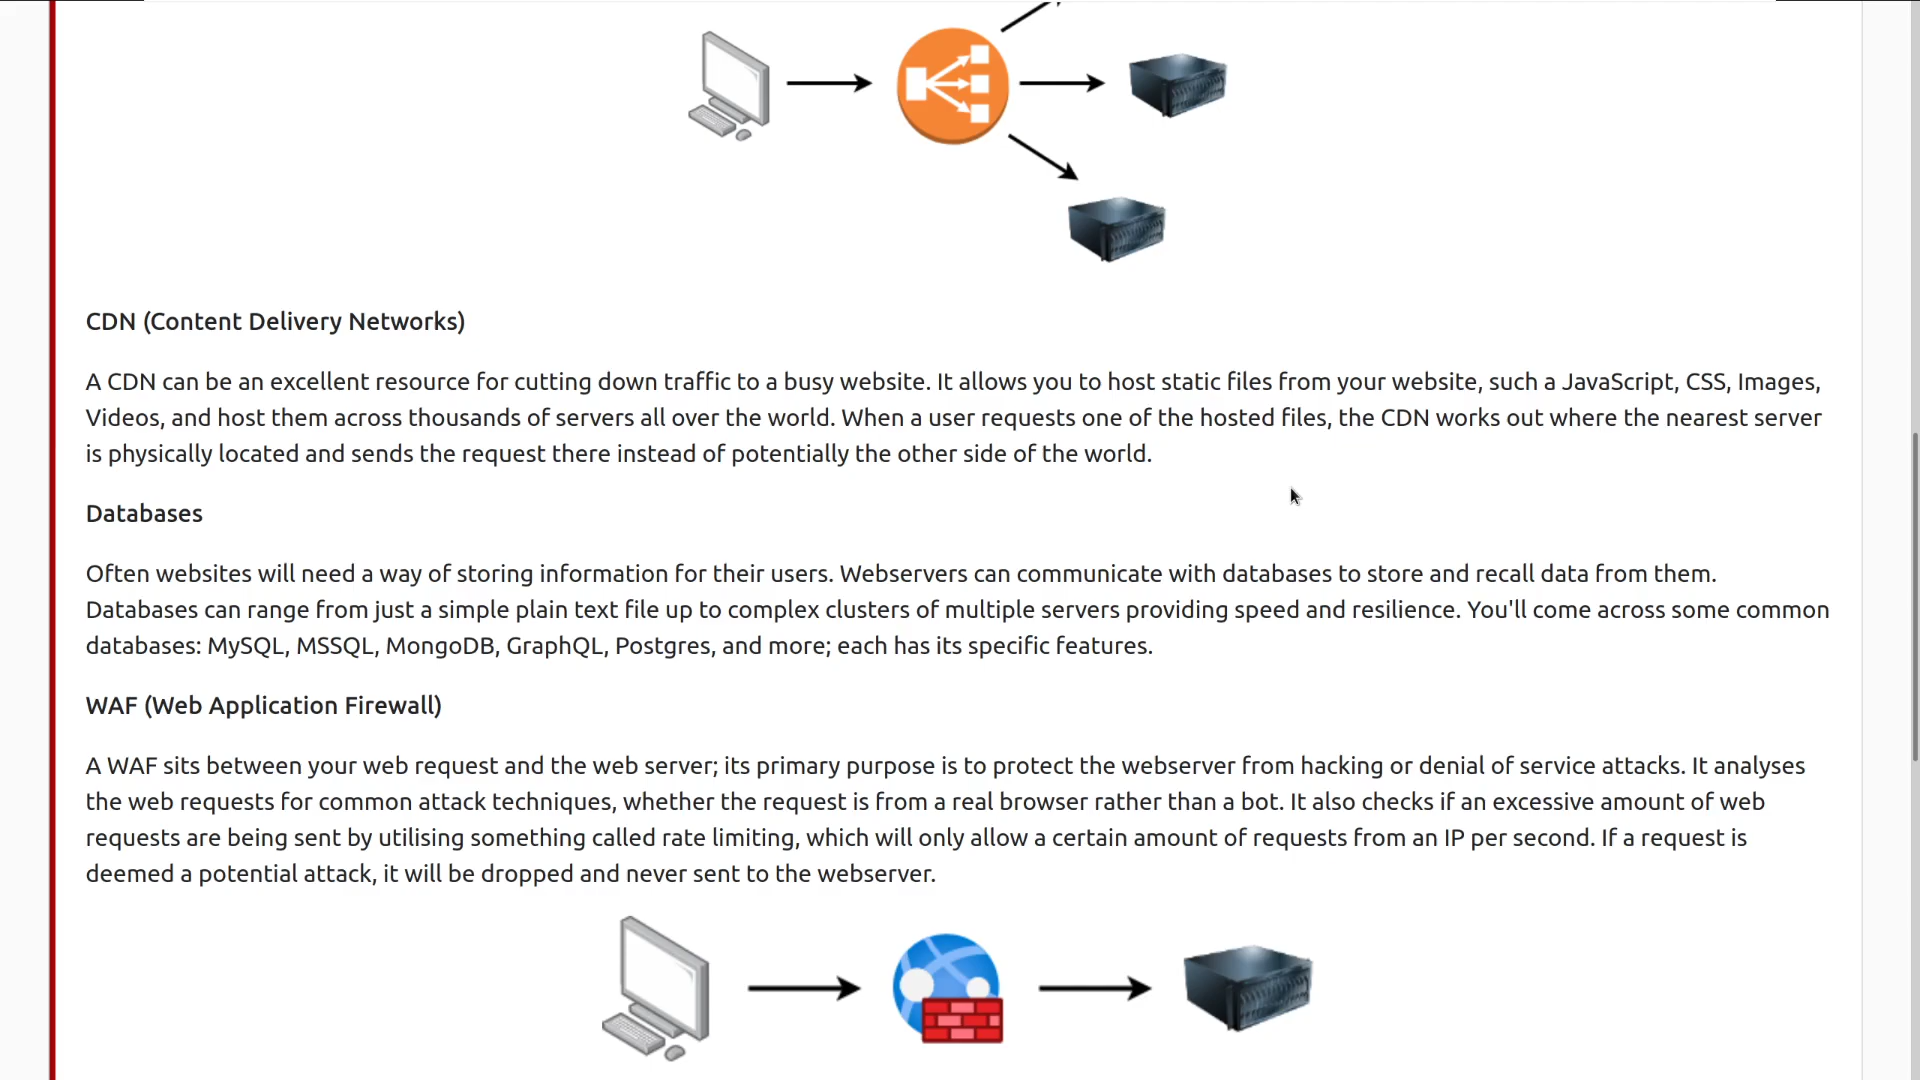 CDN (Content Delivery Networks)
A CDN can be an excellent resource for cutting down traffic to a busy website. It allows you to host static files from your website, such a JavaScript, CSS, Images,
Videos, and host them across thousands of servers all over the world. When a user requests one of the hosted files, the CDN works out where the nearest server
is physically located and sends the request there instead of potentially the other side of the world.
Databases
Often websites will need a way of storing information for their users. Webservers can communicate with databases to store and recall data from them.
Databases can range from just a simple plain text file up to complex clusters of multiple servers providing speed and resilience. You'll come across some common
databases: MySQL, MSSQL, MongoDB, GraphQL, Postgres, and more; each has its specific features.
WAF (Web Application Firewall)
A WAF sits between your web request and the web server; its primary purpose is to protect the webserver from hacking or denial of service attacks. It analyses
the web requests for common attack techniques, whether the request is from a real browser rather than a bot. It also checks if an excessive amount of web
requests are being sent by utilising something called rate limiting, which will only allow a certain amount of requests from an IP per second. If a request is
deemed a potential attack, it will be dropped and never sent to the webserver.